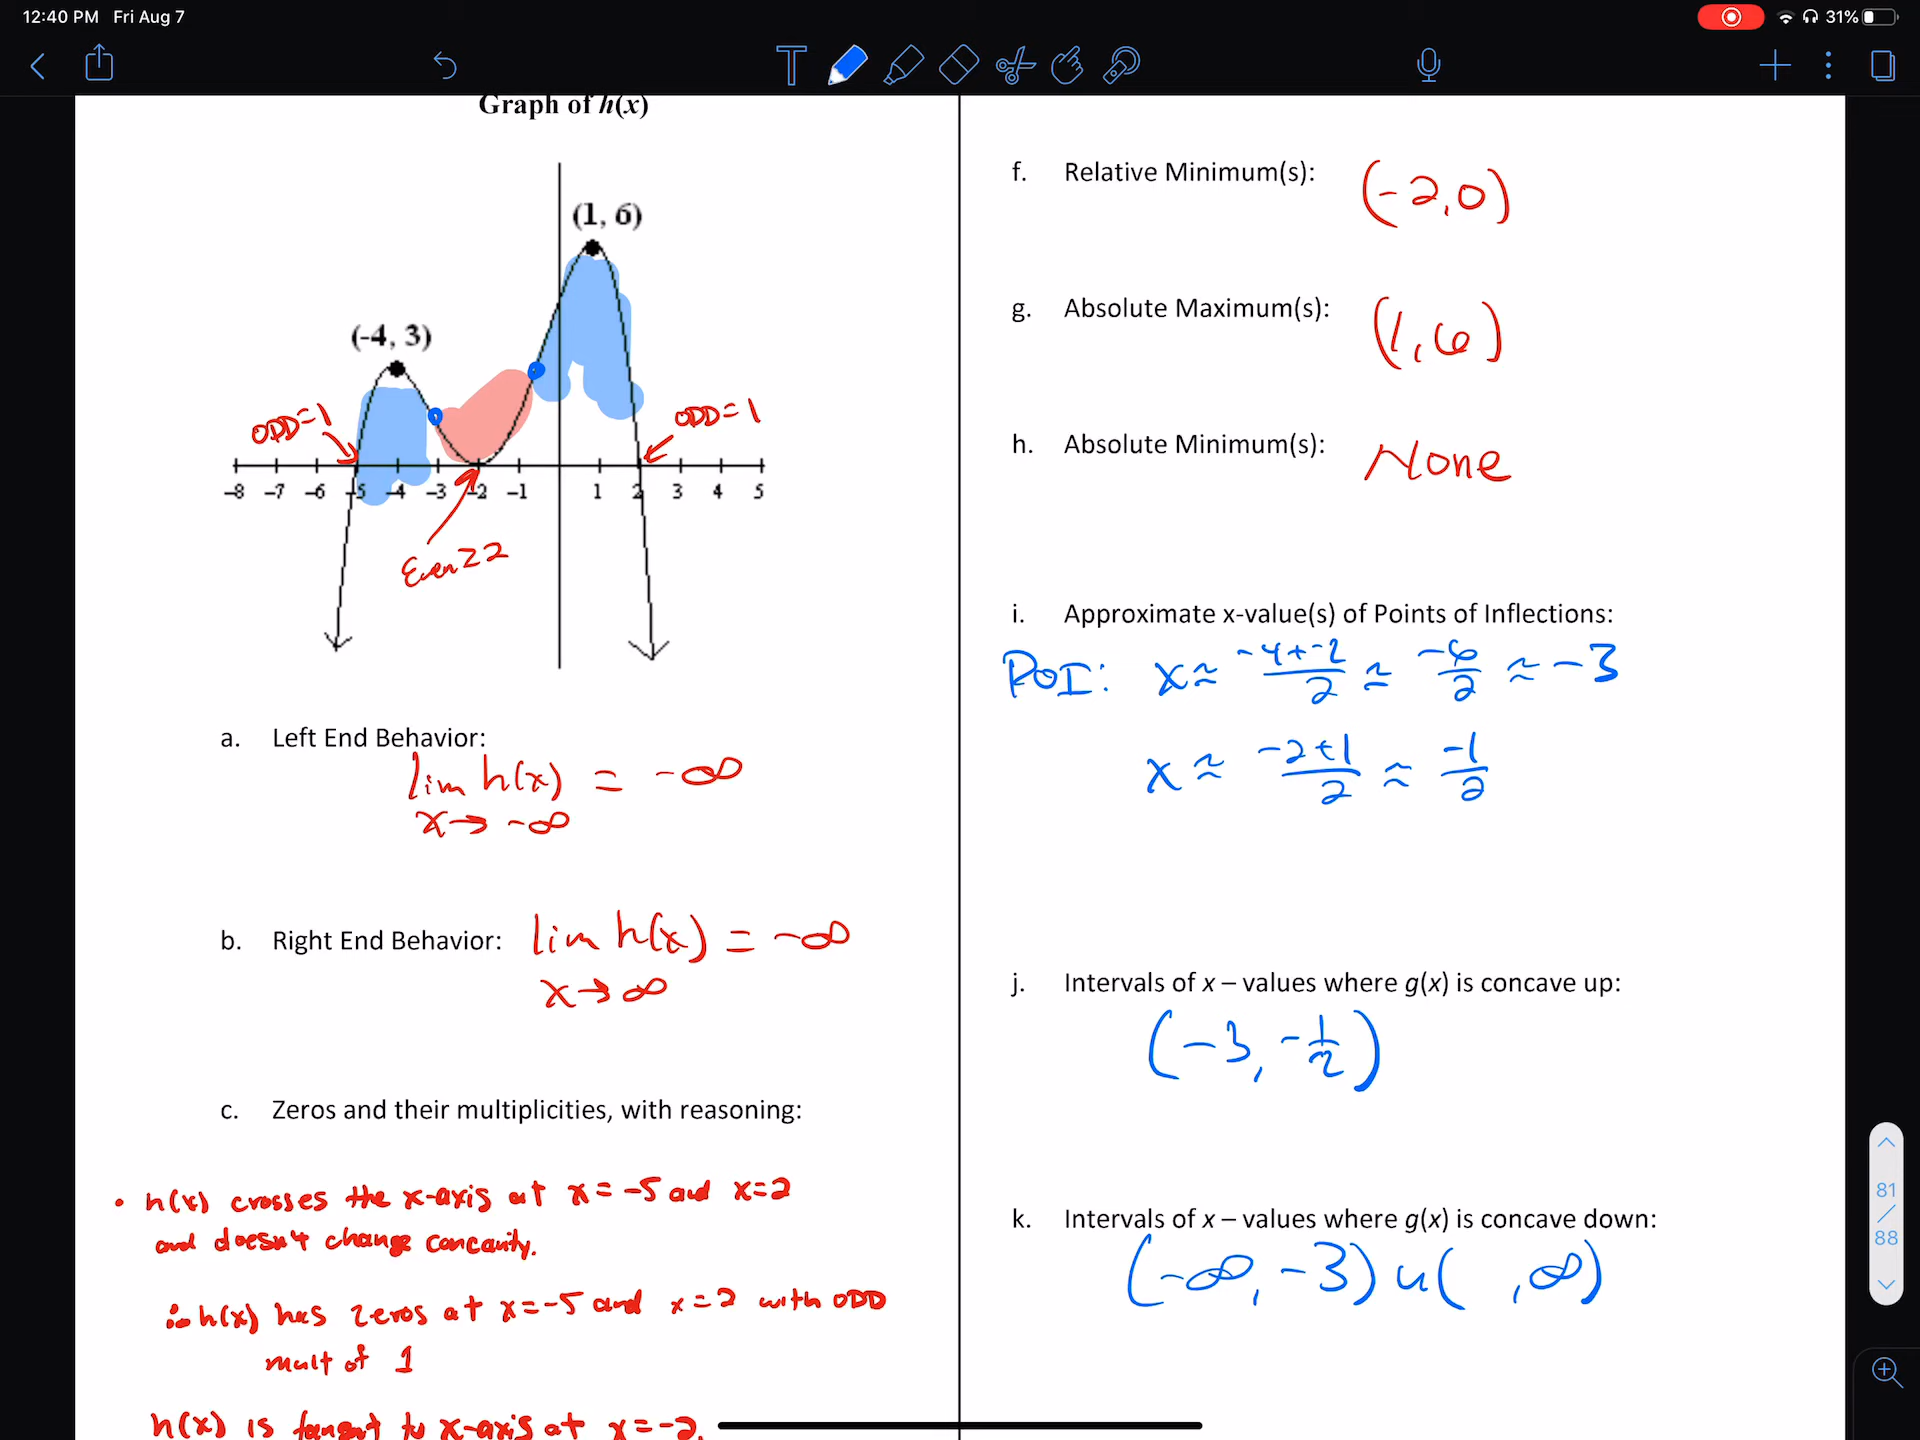 12:40 PM Fri Aug 7
31%
Graph of h(x)
(1, 6)
(-4, 3)
ODD=1
ODD=1
-8 -7 -6 -5 -4 -3 -2 -1 1 2 3 4 5
Even ≥ 2
a. Left End Behavior:
lim h(x) = -∞
x→ -∞
b. Right End Behavior: lim h(x) = -∞
x→ ∞
c. Zeros and their multiplicities, with reasoning:
• h(x) crosses the x-axis at x = -5 and x=2
and doesn't change concavity.
∴ h(x) has zeros at x=-5 and x=2 with ODD
mult of 1
h(x) is tangent to x-axis at x=-2.
f. Relative Minimum(s): (-2,0)
g. Absolute Maximum(s): (1,6)
h. Absolute Minimum(s): None
i. Approximate x-value(s) of Points of Inflections:
POI: x ≈ -4+-2/2 ≈ -6/2 ≈ -3
x ≈ -2+1/2 ≈ -1/2
j. Intervals of x – values where g(x) is concave up:
(-3, -1/2)
k. Intervals of x – values where g(x) is concave down:
(-∞, -3) u ( , ∞)
81
/
88